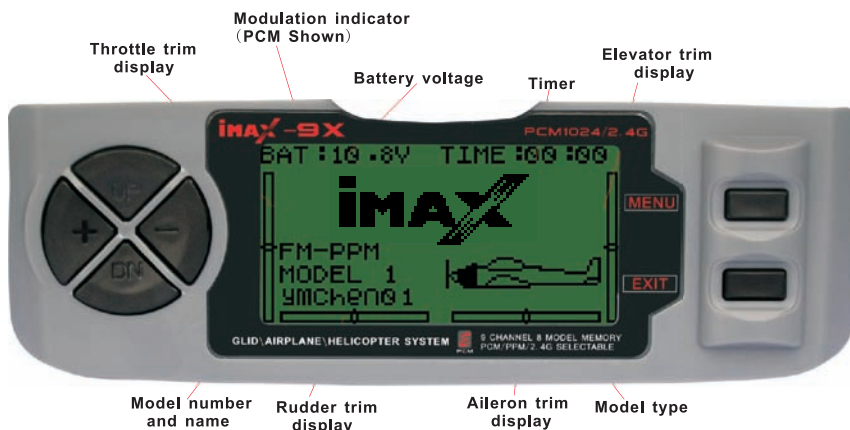 Modulation indicator
(PCM Shown)
Throttle trim
display
Battery voltage
Timer
Elevator trim
display
iMAX-9X
PCM1024/2.4G
BAT:10.8V TIME:00:00
iMAX
UP
+
-
DN
MENU
FM-PPM
MODEL 1
ymChen01
EXIT
GLID\AIRPLANE\HELICOPTER SYSTEM
PCM
9 CHANNEL 8 MODEL MEMORY
PCM/PPM/2.4G SELECTABLE
Model number
and name
Rudder trim
display
Aileron trim
display
Model type